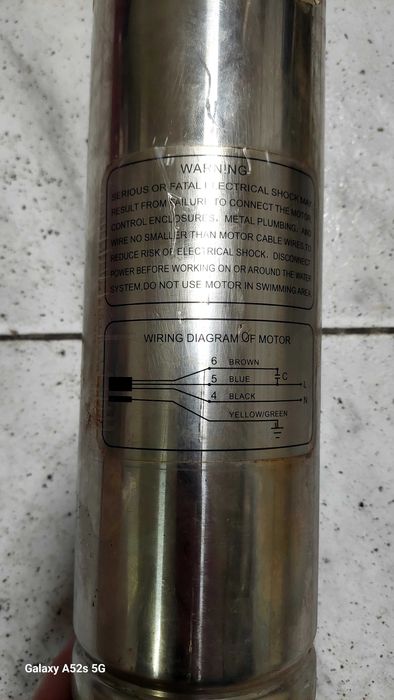 WARNING
SERIOUS OR FATAL ELECTRICAL SHOCK MAY
RESULT FROM FAILURE TO CONNECT THE MOTOR
CONTROL ENCLOSURES, METAL PLUMBING, AND
WIRE NO SMALLER THAN MOTOR CABLE WIRES,TO
REDUCE RISK OF ELECTRICAL SHOCK, DISCONNECT
POWER BEFORE WORKING ON OR AROUND THE WATER
SYSTEM,DO NOT USE MOTOR IN SWIMMING AREA
WIRING DIAGRAM OF MOTOR
6 BROWN
5 BLUE C L
4 BLACK N
YELLOW/GREEN
Galaxy A52s 5G